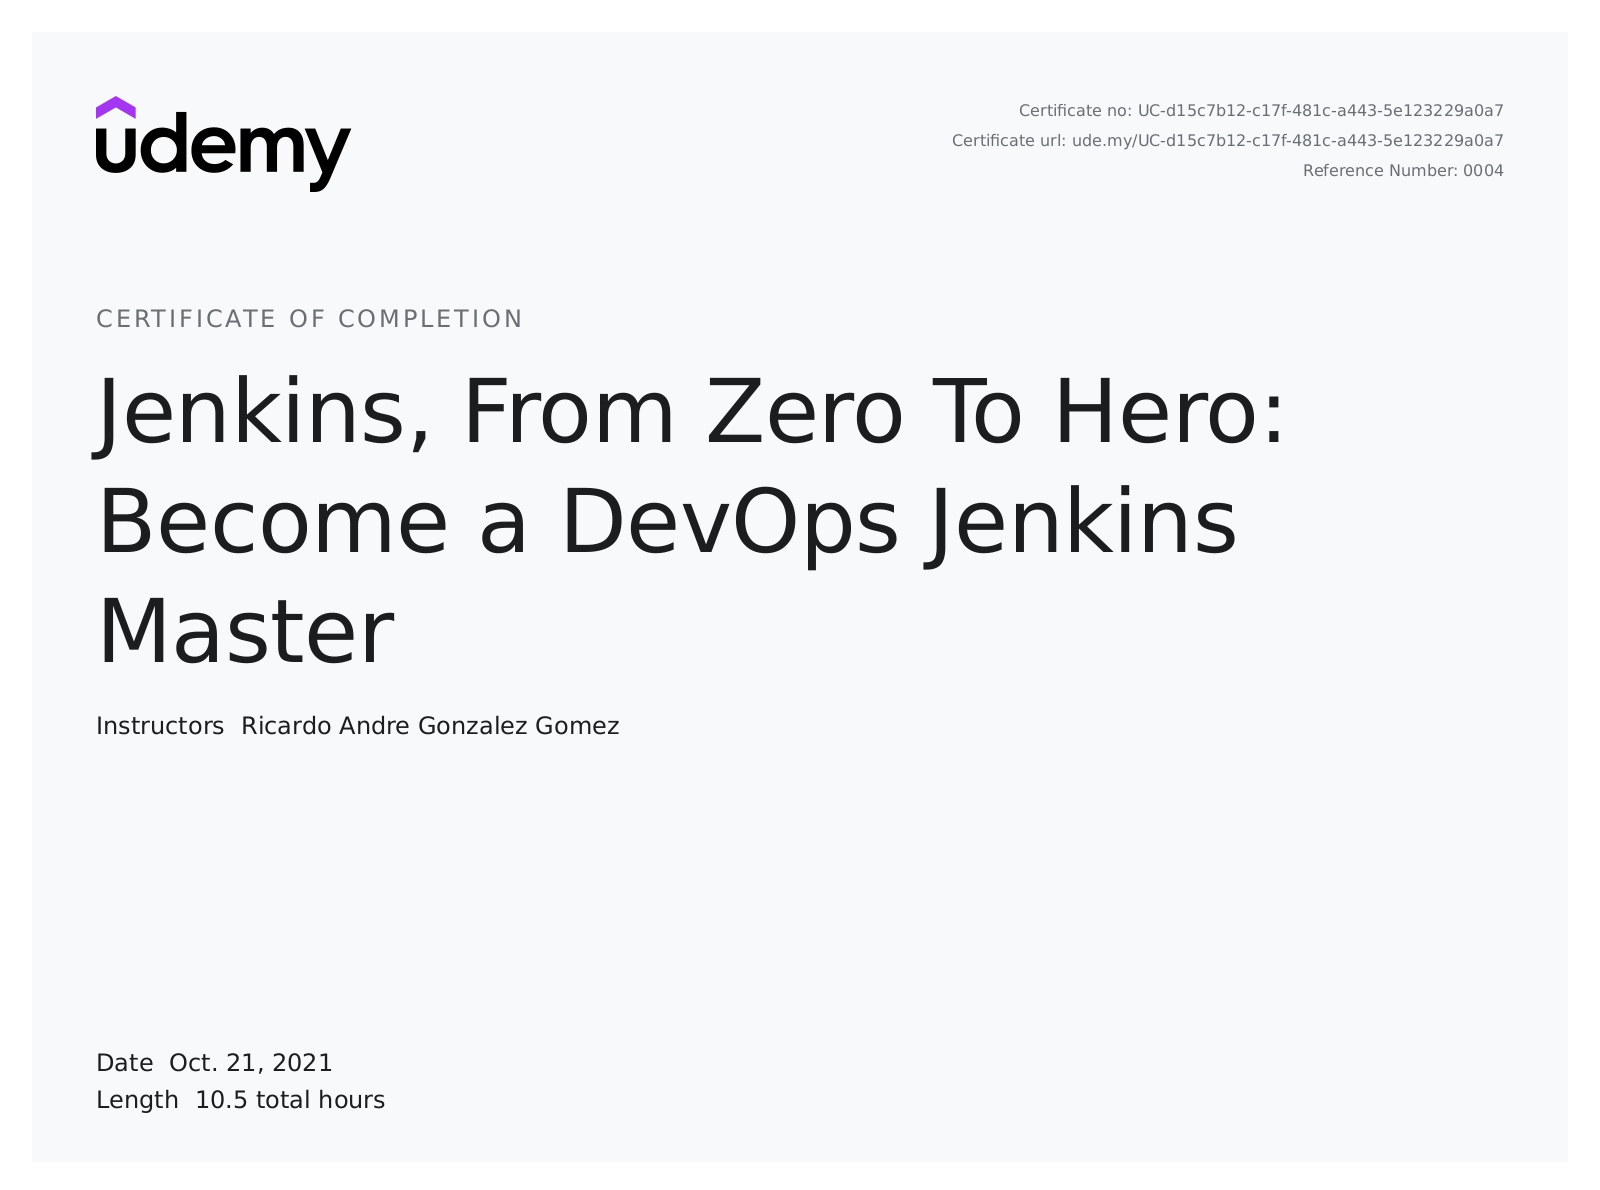 udemy
Certificate no: UC-d15c7b12-c17f-481c-a443-5e123229a0a7
Certificate url: ude.my/UC-d15c7b12-c17f-481c-a443-5e123229a0a7
Reference Number: 0004
CERTIFICATE OF COMPLETION
Jenkins, From Zero To Hero:
Become a DevOps Jenkins
Master
Instructors Ricardo Andre Gonzalez Gomez
Date Oct. 21, 2021
Length 10.5 total hours